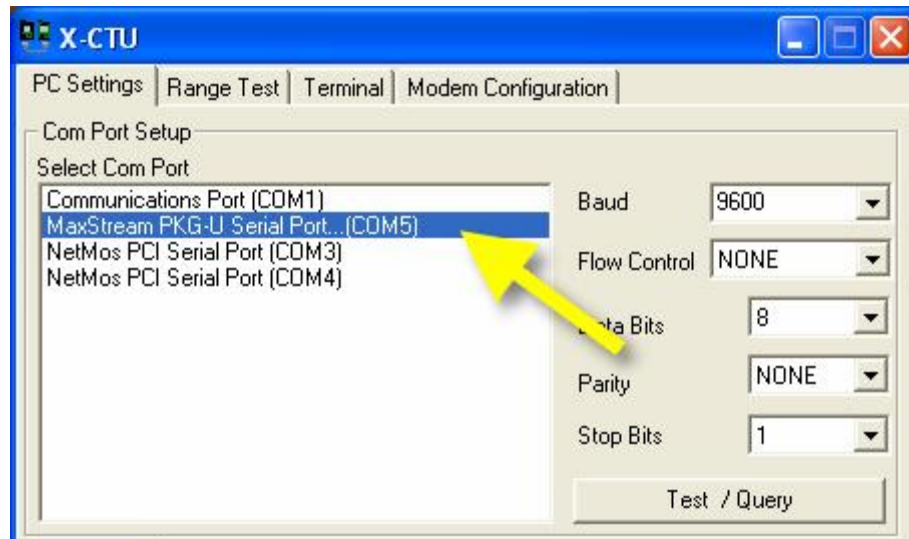 X-CTU
PC Settings Range Test Terminal Modem Configuration
Com Port Setup
Select Com Port
Communications Port (COM1)
MaxStream PKG-U Serial Port...(COM5)
NetMos PCI Serial Port (COM3)
NetMos PCI Serial Port (COM4)
Baud 9600
Flow Control NONE
Data Bits 8
Parity NONE
Stop Bits 1
Test / Query